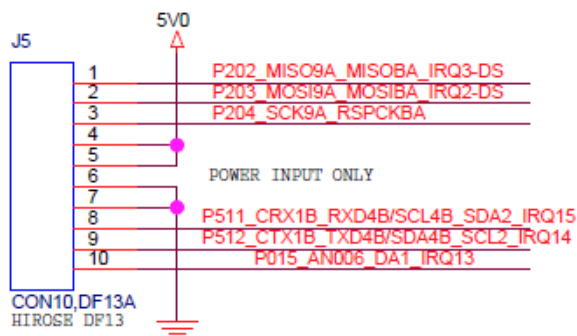 5V0
J5
1 P202_MISO9A_MISOBA_IRQ3-DS
2 P203_MOSI9A_MOSIBA_IRQ2-DS
3 P204_SCK9A_RSPCKBA
4
5
6 POWER INPUT ONLY
7
8 P511_CRX1B_RXD4B/SCL4B_SDA2_IRQ15
9 P512_CTX1B_TXD4B/SDA4B_SCL2_IRQ14
10 P015_AN006_DA1_IRQ13
CON10,DF13A
HIROSE DF13